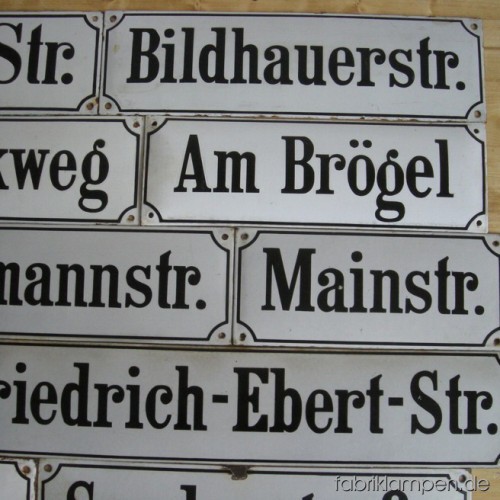 Str. Bildhauerstr.
kweg Am Brögel
mannstr. Mainstr.
riedrich-Ebert-Str.
fabriklampen.de